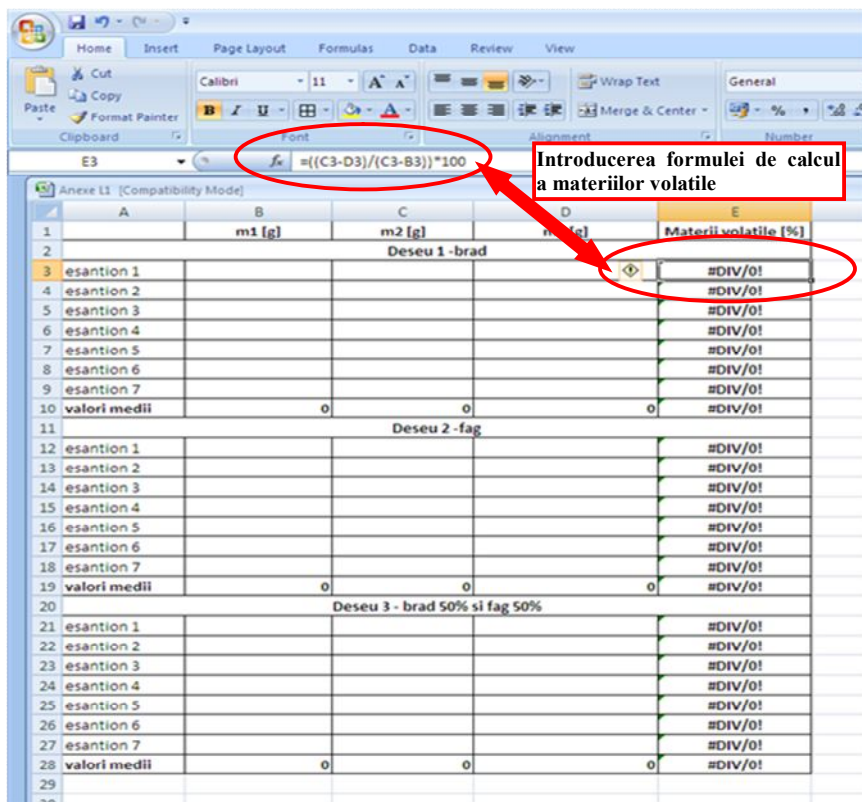 Home Insert Page Layout Formulas Data Review View
Cut
Calibri 11 A A Wrap Text General
Copy
Paste
Format Painter B I U A Merge & Center %
Clipboard Font Alignment Number
E3 fx =((C3-D3)/(C3-B3))*100
Introducerea formulei de calcul
a materiilor volatile
Anexe L1 [Compatibility Mode]
A B C D E
1 m1 [g] m2 [g] [g] Materii volatile [%]
2 Deseu 1 -brad
3 esantion 1 #DIV/0!
4 esantion 2 #DIV/0!
5 esantion 3 #DIV/0!
6 esantion 4 #DIV/0!
7 esantion 5 #DIV/0!
8 esantion 6 #DIV/0!
9 esantion 7 #DIV/0!
10 valori medii 0 0 0 #DIV/0!
11 Deseu 2 -fag
12 esantion 1 #DIV/0!
13 esantion 2 #DIV/0!
14 esantion 3 #DIV/0!
15 esantion 4 #DIV/0!
16 esantion 5 #DIV/0!
17 esantion 6 #DIV/0!
18 esantion 7 #DIV/0!
19 valori medii 0 0 0 #DIV/0!
20 Deseu 3 - brad 50% si fag 50%
21 esantion 1 #DIV/0!
22 esantion 2 #DIV/0!
23 esantion 3 #DIV/0!
24 esantion 4 #DIV/0!
25 esantion 5 #DIV/0!
26 esantion 6 #DIV/0!
27 esantion 7 #DIV/0!
28 valori medii 0 0 0 #DIV/0!
29